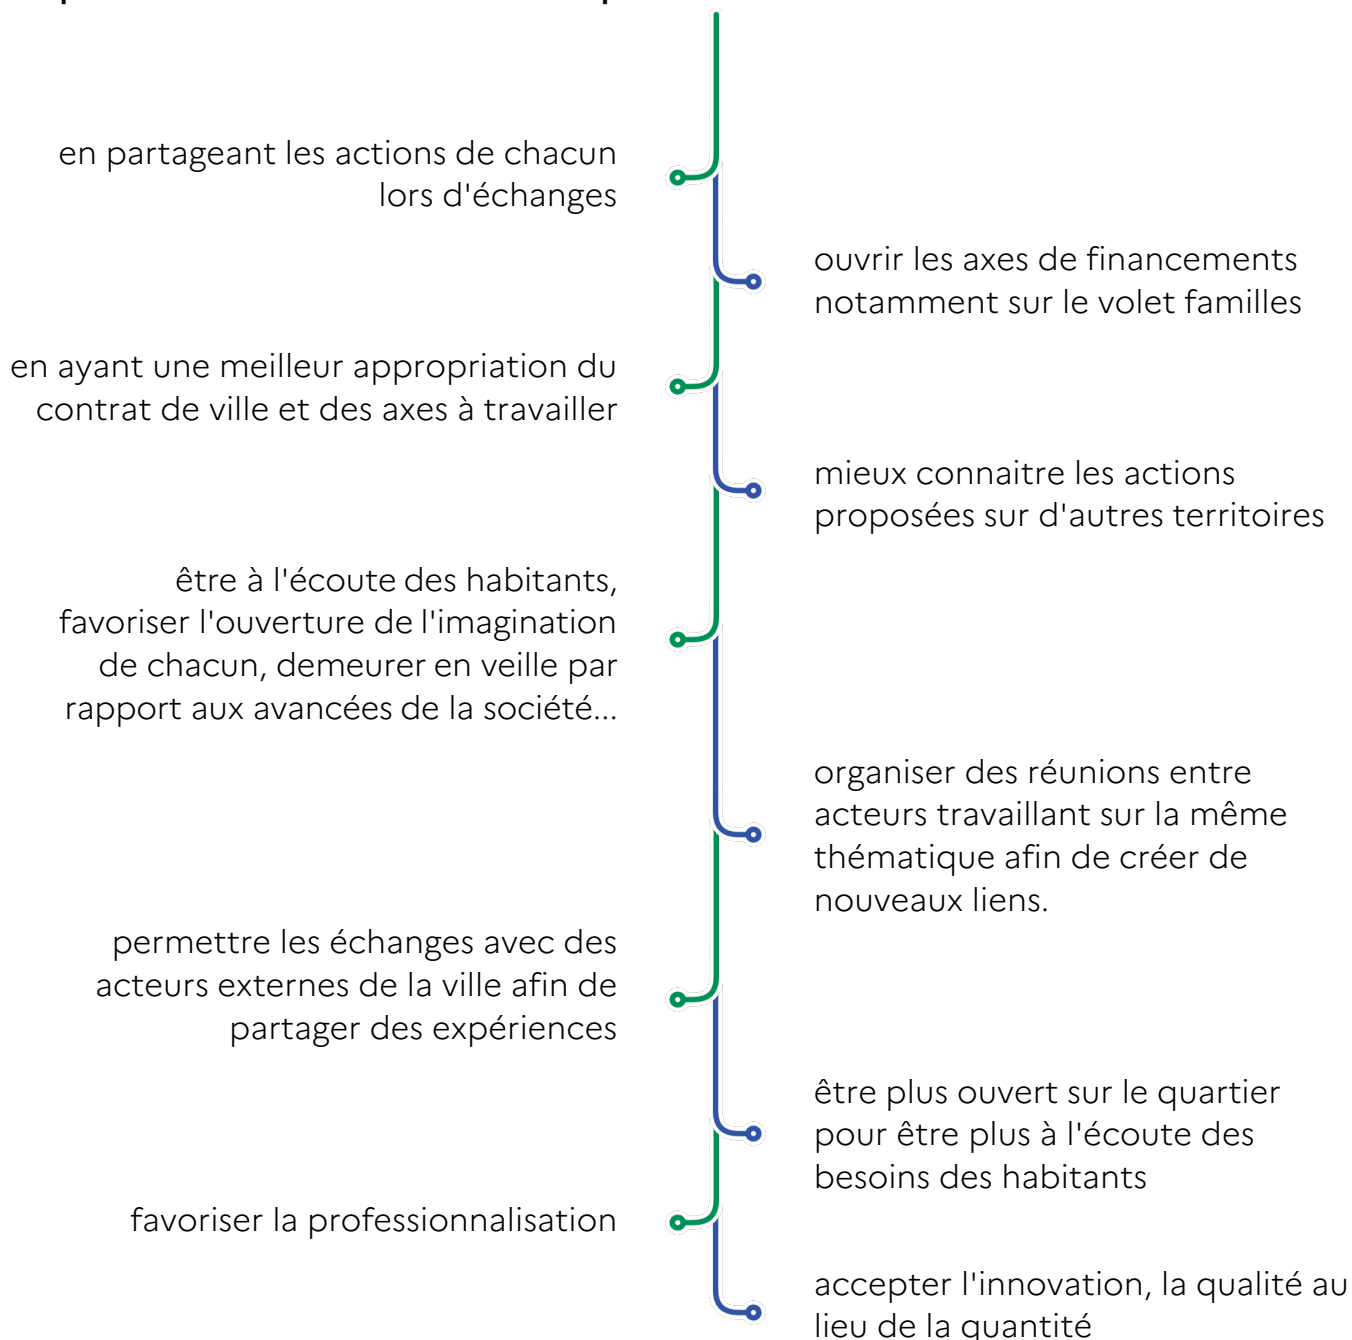 en partageant les actions de chacun
lors d'échanges
ouvrir les axes de financements
notamment sur le volet familles
en ayant une meilleur appropriation du
contrat de ville et des axes à travailler
mieux connaitre les actions
proposées sur d'autres territoires
être à l'écoute des habitants,
favoriser l'ouverture de l'imagination
de chacun, demeurer en veille par
rapport aux avancées de la société...
organiser des réunions entre
acteurs travaillant sur la même
thématique afin de créer de
nouveaux liens.
permettre les échanges avec des
acteurs externes de la ville afin de
partager des expériences
être plus ouvert sur le quartier
pour être plus à l'écoute des
besoins des habitants
favoriser la professionnalisation
accepter l'innovation, la qualité au
lieu de la quantité